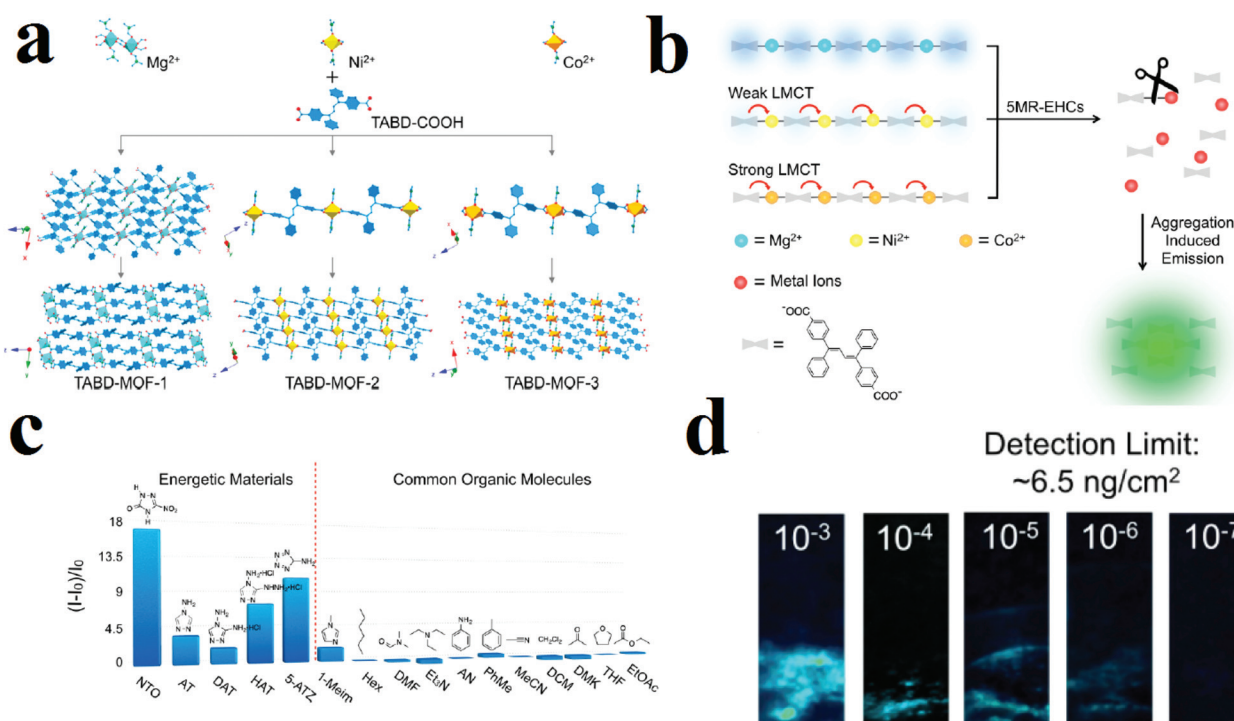 a
Mg²⁺
Ni²⁺
Co²⁺
+
TABD-COOH
TABD-MOF-1
TABD-MOF-2
TABD-MOF-3
b
Weak LMCT
Strong LMCT
5MR-EHCs
= Mg²⁺
= Ni²⁺
= Co²⁺
= Metal Ions
=
⁻OOC
COO⁻
Aggregation
Induced
Emission
c
Energetic Materials
Common Organic Molecules
(I-I₀)/I₀
18
13.5
9
4.5
0
NTO
AT
DAT
HAT
5-ATZ
1-Meim
Hex
DMF
Et₃N
AN
PhMe
MeCN
DCM
DMK
THF
EtOAc
d
Detection Limit:
~6.5 ng/cm²
10⁻³
10⁻⁴
10⁻⁵
10⁻⁶
10⁻⁷